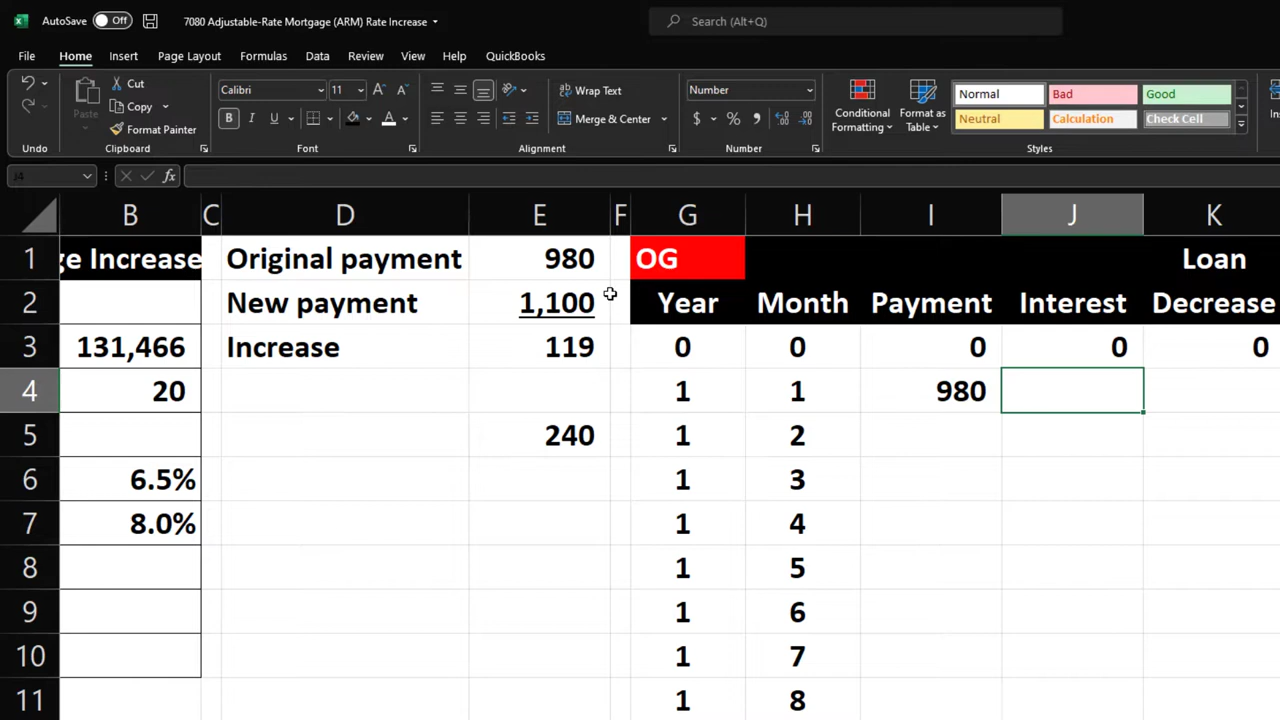 AutoSave Off 7080 Adjustable-Rate Mortgage (ARM) Rate Increase Search (Alt+Q)
File Home Insert Page Layout Formulas Data Review View Help QuickBooks
Paste Cut Copy Format Painter
Calibri 11 B I U A
Wrap Text Merge & Center
Number $ % 9
Conditional Formatting Format as Table
Normal Bad Good
Neutral Calculation Check Cell
Ins
Undo Clipboard Font Alignment Number Styles
J4 fx
B C D E F G H I J K
1 ge Increase Original payment 980 OG Loan
2 New payment 1,100 Year Month Payment Interest Decrease
3 131,466 Increase 119 0 0 0 0 0
4 20 1 1 980
5 240 1 2
6 6.5% 1 3
7 8.0% 1 4
8 1 5
9 1 6
10 1 7
11 1 8